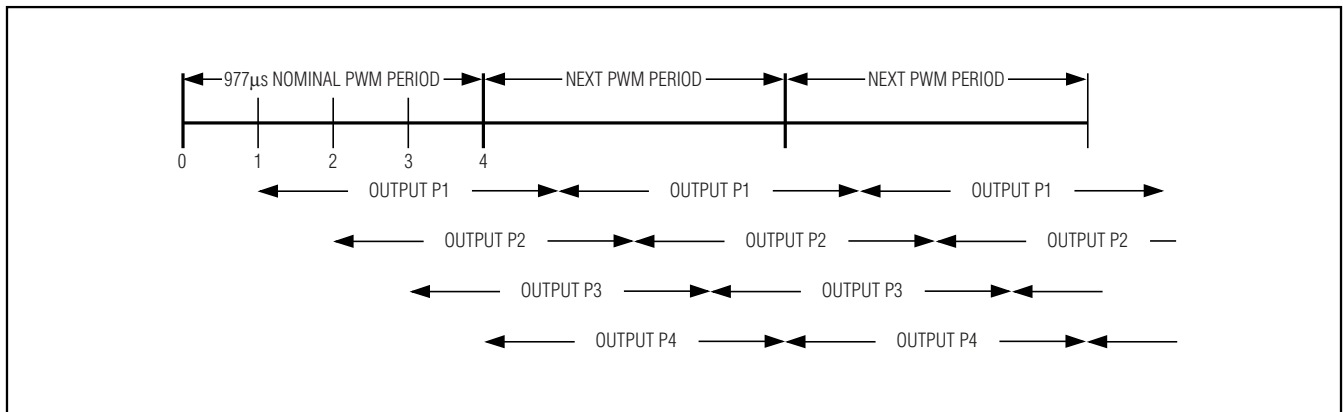 977µs NOMINAL PWM PERIOD NEXT PWM PERIOD NEXT PWM PERIOD
0 1 2 3 4
OUTPUT P1 OUTPUT P1 OUTPUT P1
OUTPUT P2 OUTPUT P2 OUTPUT P2
OUTPUT P3 OUTPUT P3
OUTPUT P4 OUTPUT P4